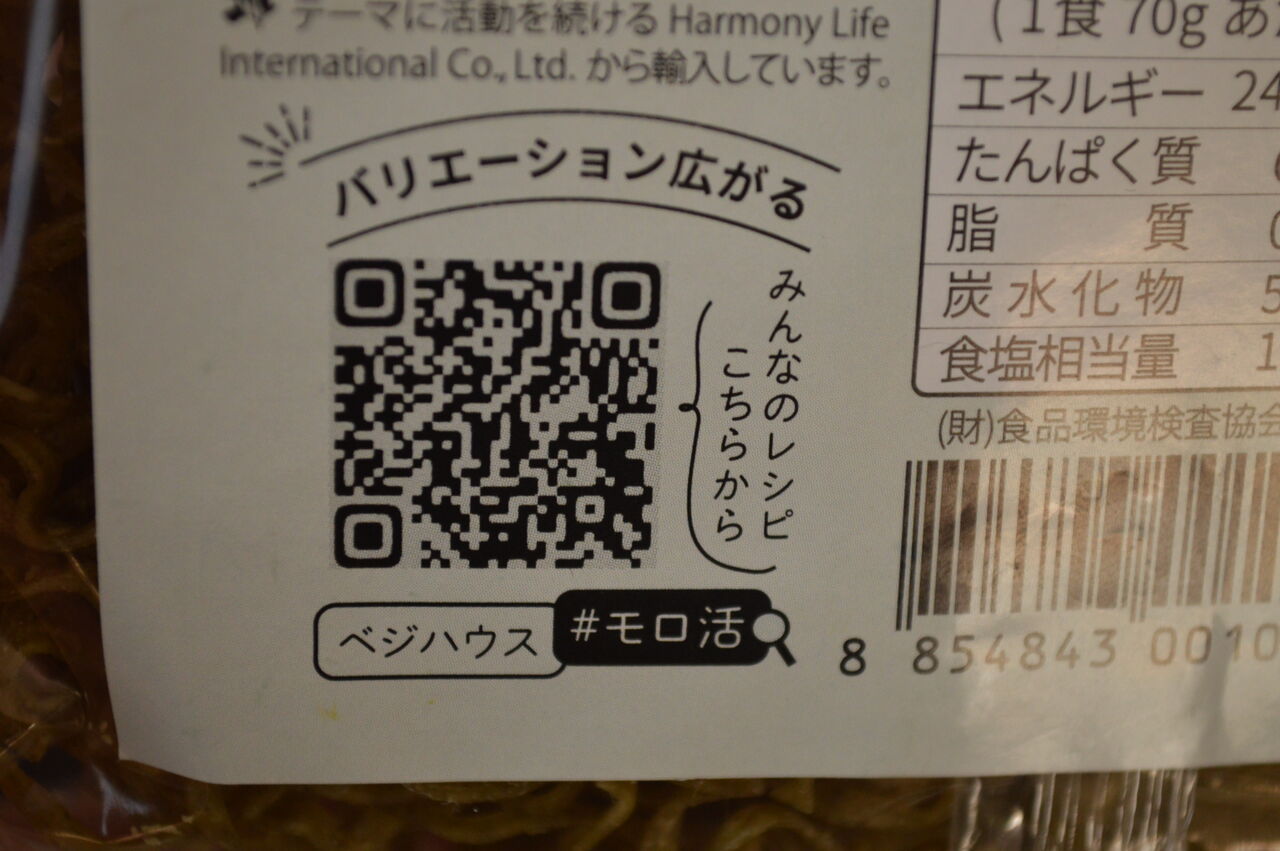 テーマに活動を続ける Harmony Life
International Co., Ltd. から輸入しています。
バリエーション広がる
みんなのレシピ
こちらから
ベジハウス #モロ活
(1食 70g あ
エネルギー 24
たんぱく質
脂質
炭水化物 5
食塩相当量 1
(財)食品環境検査協会
8 854843 0010